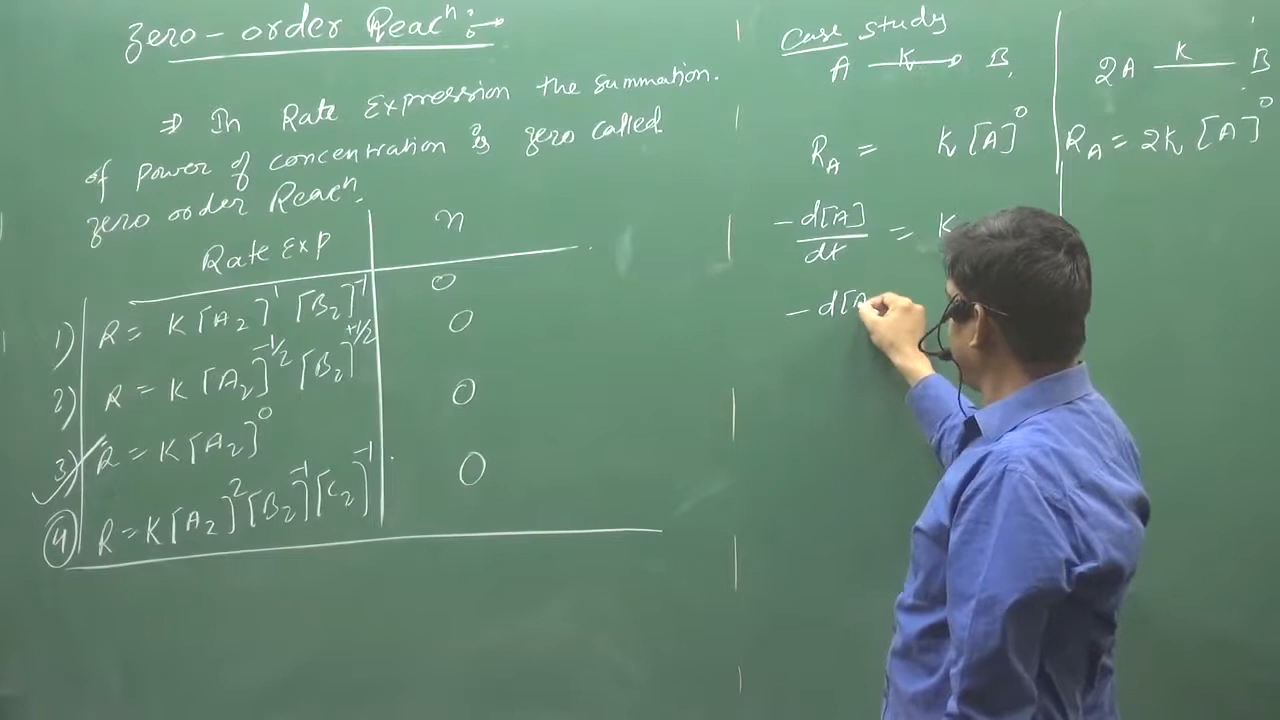 Zero-order Reacⁿ:→
⇒ In Rate Expression the summation.
of power of concentration is zero called
zero order Reacⁿ.
Rate Exp n
1) R = K[A₂]¹ [B₂]⁻¹ 0
2) R = K[A₂]^-1/2 [B₂]^+1/2 0
3) R = K[A₂]⁰ 0
4) R = K[A₂]²[B₂]⁻¹[C₂]⁻¹ 0
Case study
A —K→ B
R_A = K[A]⁰
-d[A]/dt = K
-d[A
2A —K— B
R_A = 2K[A]⁰